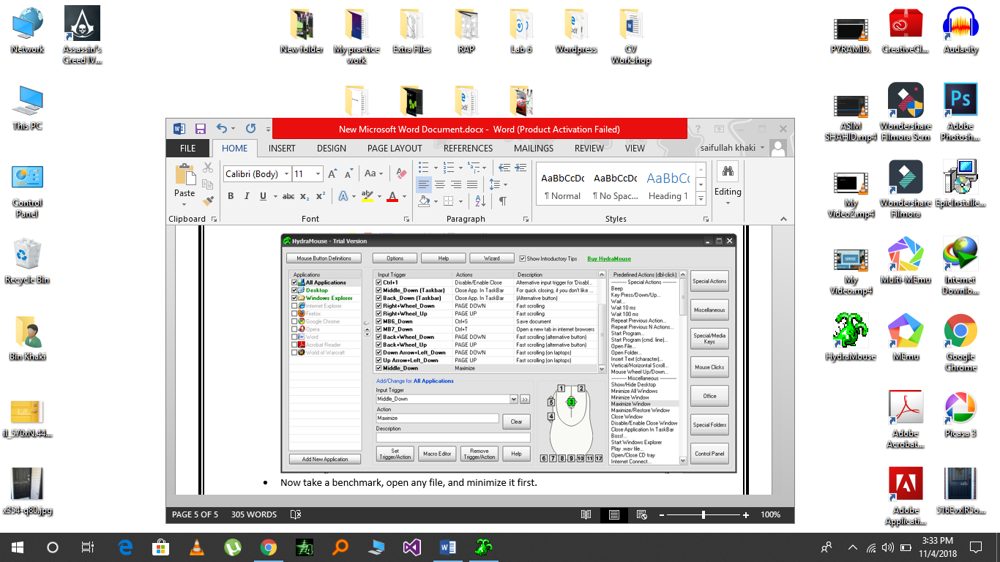 Network
Assassin's
Creed IV...
New folder
My practice
work
Extra Files
RAP
Lab 6
Wordpress
CV
Workshop
PYRAMID.
CreativeCl...
Audacity
This PC
ASIM
SHAHID.mp4
Wondershare
Filmora Scrn
Adobe
Photosh...
Control
Panel
My
Video2.mp4
Wondershare
Filmora
EpicInstalle...
Recycle Bin
My
Video.mp4
Multi-MEmu
Internet
Downlo...
Bin Khaki
HydraMouse
MEmu
Google
Chrome
il_570xN.44...
Adobe
Acrobat...
Picasa 3
x354-q80.jpg
Adobe
Applicati...
516EvxlR5o...
New Microsoft Word Document.docx - Word (Product Activation Failed)
FILE HOME INSERT DESIGN PAGE LAYOUT REFERENCES MAILINGS REVIEW VIEW saifullah khaki
Paste
Calibri (Body) 11
B I U abc x₂ x²
AaBbCcDc AaBbCcDc AaBbCc
¶ Normal ¶ No Spac... Heading 1
Editing
Clipboard Font Paragraph Styles
HydraMouse - Trial Version
Mouse Button Definitions Options Help Wizard Show Introductory Tips Buy HydraMouse
Applications
All Applications
Desktop
Windows Explorer
Internet Explorer
Firefox
Google Chrome
Opera
Word
Acrobat Reader
World of Warcraft
Add New Application
Input Trigger Actions Description
Ctrl+1 Disable/Enable Close Alternative input trigger for 'Disabl...
Middle_Down (Taskbar) Close App. In TaskBar For quick closing, if you don't like ...
Back_Down (Taskbar) Close App. In TaskBar (Alternative button)
Right+Wheel_Down PAGE DOWN Fast scrolling
Right+Wheel_Up PAGE UP Fast scrolling
MB6_Down Ctrl+S Save document
MB7_Down Ctrl+T Open a new tab in internet browsers
Back+Wheel_Down PAGE DOWN Fast scrolling (alternative button)
Back+Wheel_Up PAGE UP Fast scrolling (alternative button)
Down Arrow+Left_Down PAGE DOWN Fast scrolling (on laptops)
Up Arrow+Left_Down PAGE UP Fast scrolling (on laptops)
Middle_Down Maximize
Add/Change for All Applications
Input Trigger
Middle_Down >>
Action
Maximize
Clear
Description
Set
Trigger/Action
Macro Editor
Remove
Trigger/Action
Help
1 2
5 3
4
6 7 8 9 10 11 12
Predefined Actions (dbl-click)
---------- Special Actions ----------
Beep
Key Press/Down/Up...
Wait...
Wait 10 ms
Wait 100 ms
Repeat Previous Action...
Repeat Previous N Actions...
Start Program...
Start Program (cmd. line)...
Open File...
Open Folder...
Insert Text (character)...
Vertical/Horizontal Scroll...
Mouse Wheel Up/Down...
---------- Miscellaneous ----------
Show/Hide Desktop
Minimize All Windows
Minimize Window
Maximize Window
Maximize/Restore Window
Close Window
Disable/Enable Close Window
Close Application In TaskBar
Boss!...
Start Windows Explorer
Play .wav file...
Open/Close CD tray
Internet Connect...
Special Actions
Miscellaneous
Special/Media
Keys
Mouse Clicks
Office
Special Folders
Control Panel
• Now take a benchmark, open any file, and minimize it first.
PAGE 5 OF 5 305 WORDS 100%
3:33 PM
11/4/2018